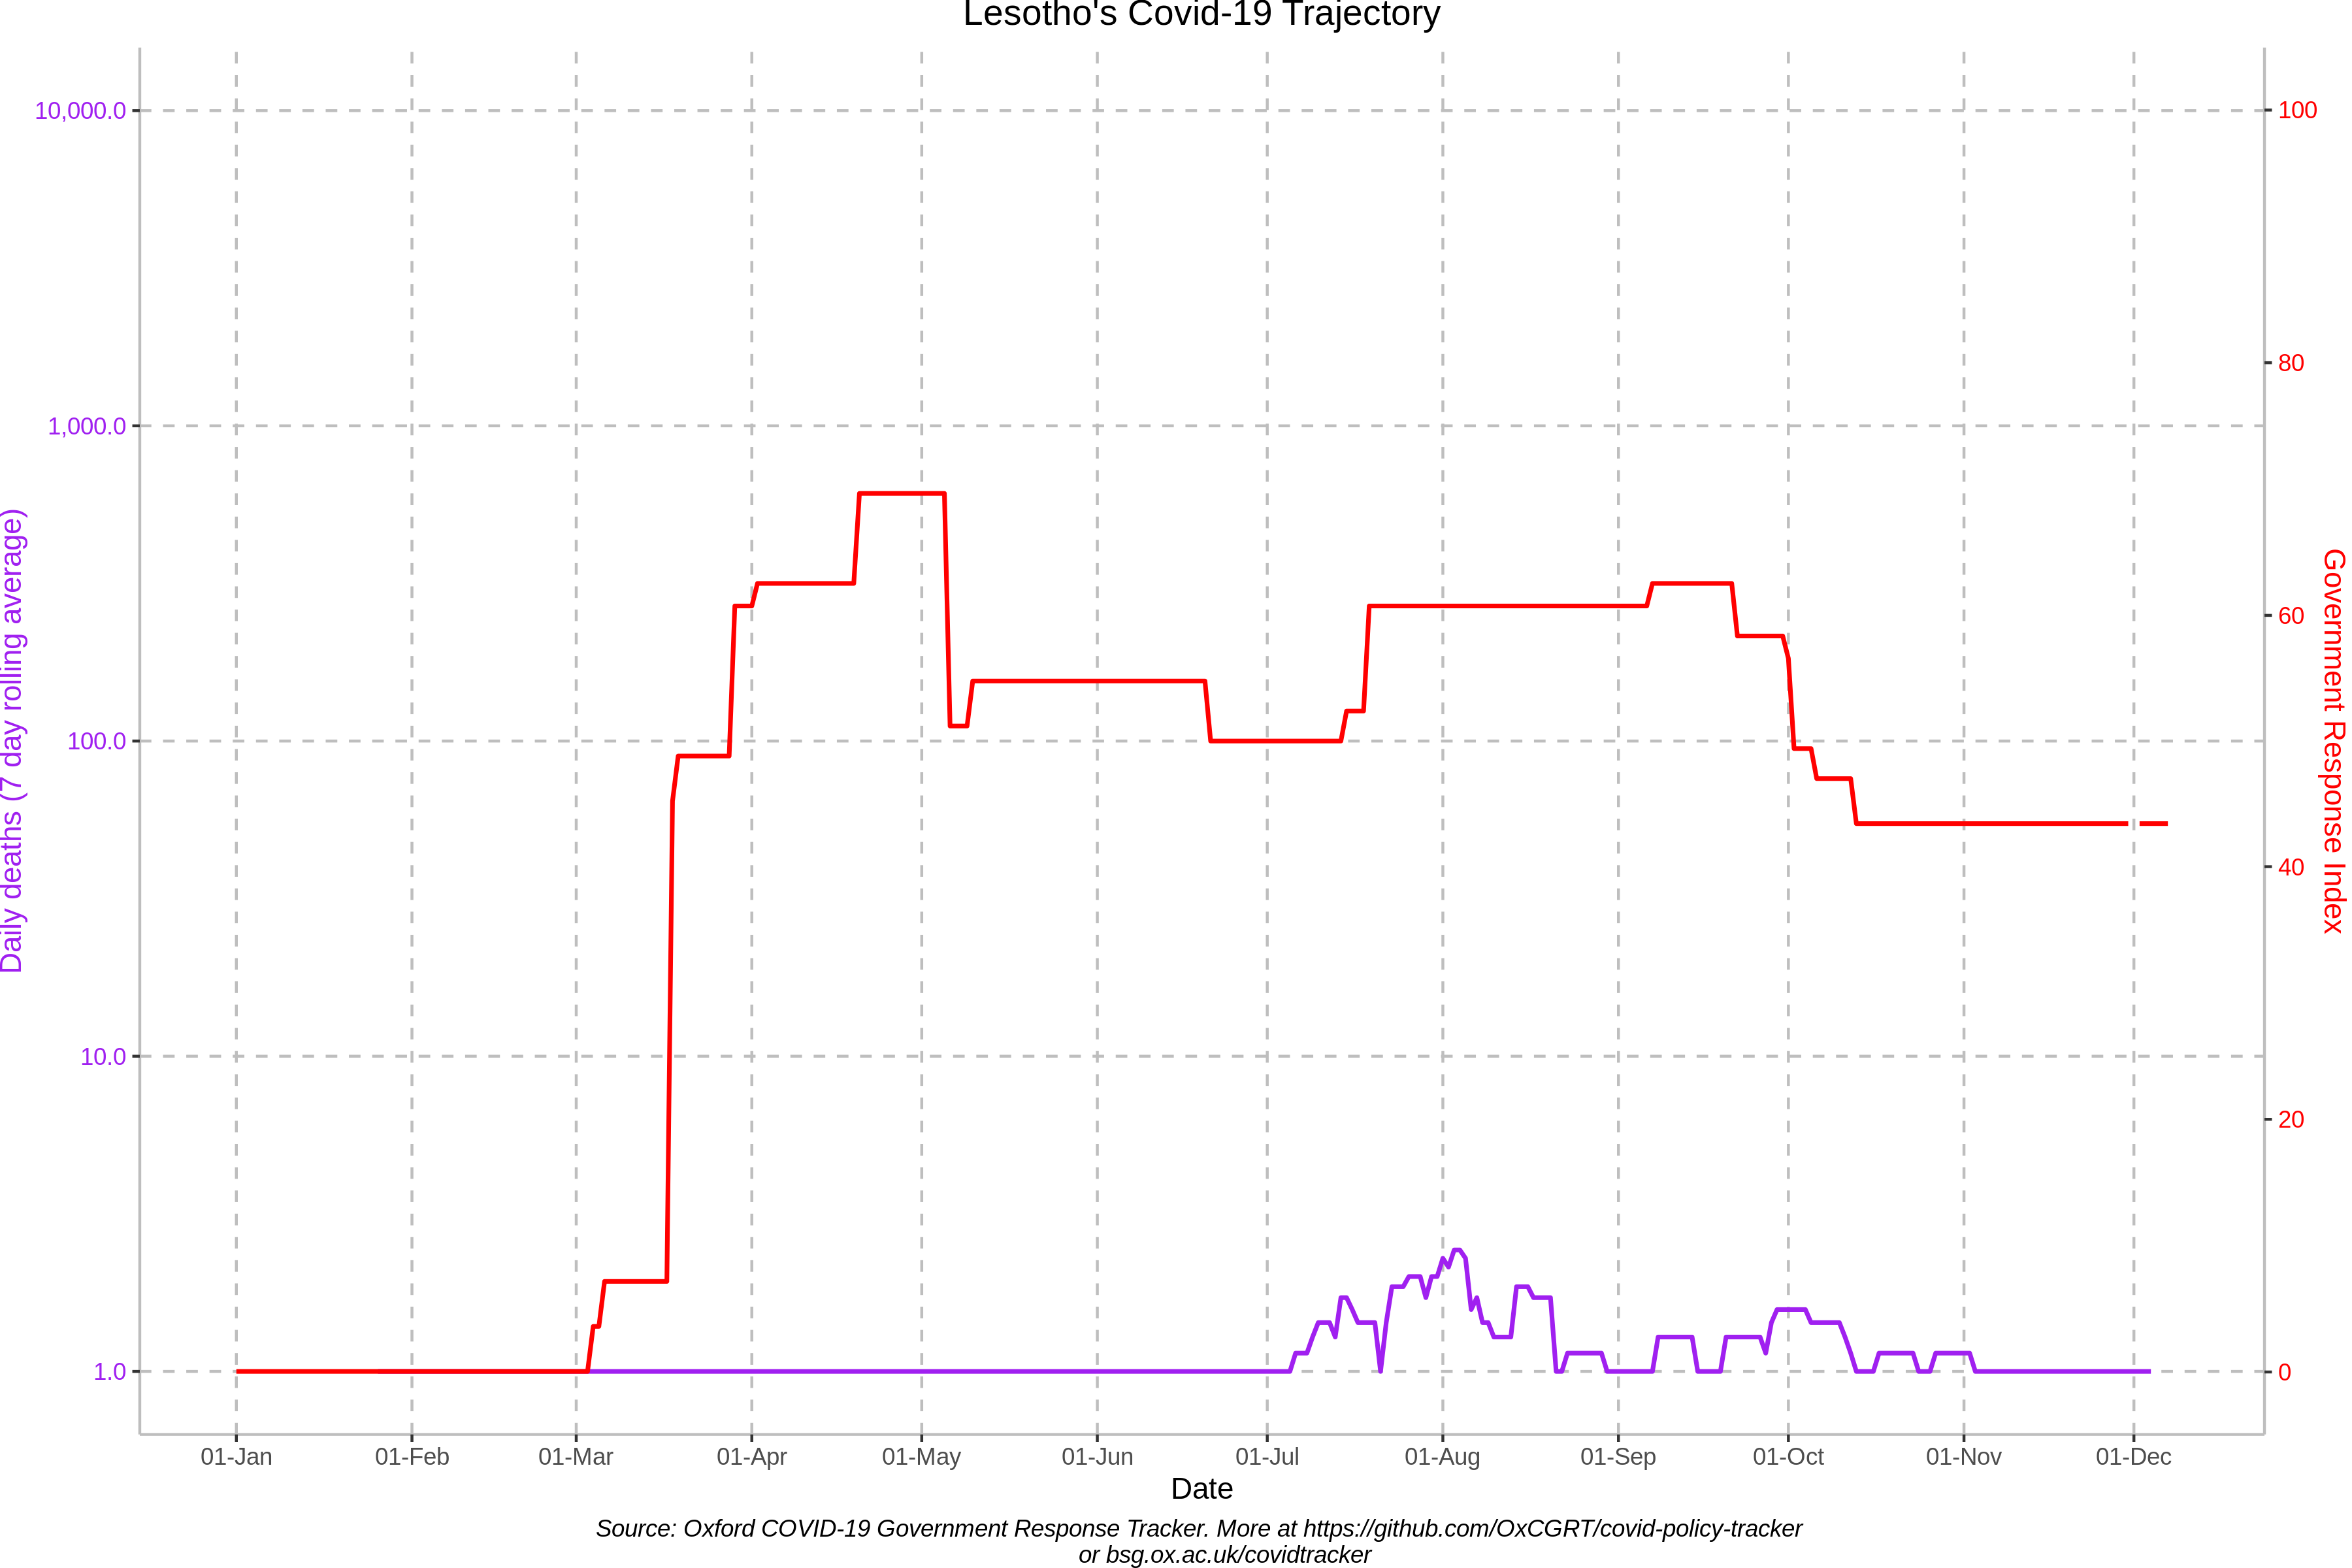 Lesotho's Covid-19 Trajectory
Daily deaths (7 day rolling average)
10,000.0
1,000.0
100.0
10.0
1.0
100
80
60
40
20
0
Government Response Index
01-Jan 01-Feb 01-Mar 01-Apr 01-May 01-Jun 01-Jul 01-Aug 01-Sep 01-Oct 01-Nov 01-Dec
Date
Source: Oxford COVID-19 Government Response Tracker. More at https://github.com/OxCGRT/covid-policy-tracker
or bsg.ox.ac.uk/covidtracker